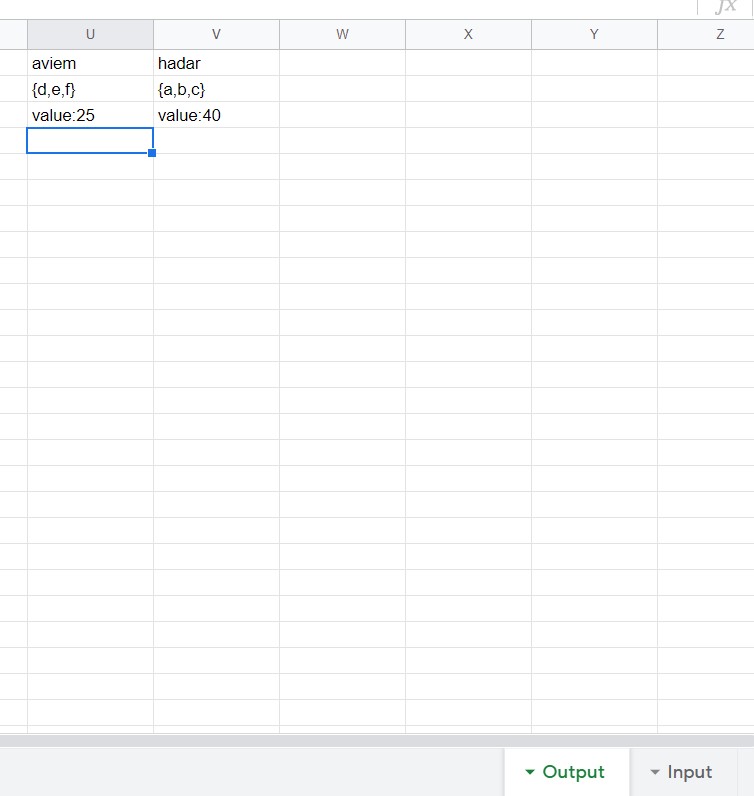 fx
U V W X Y Z
aviem hadar
{d,e,f} {a,b,c}
value:25 value:40
Output Input